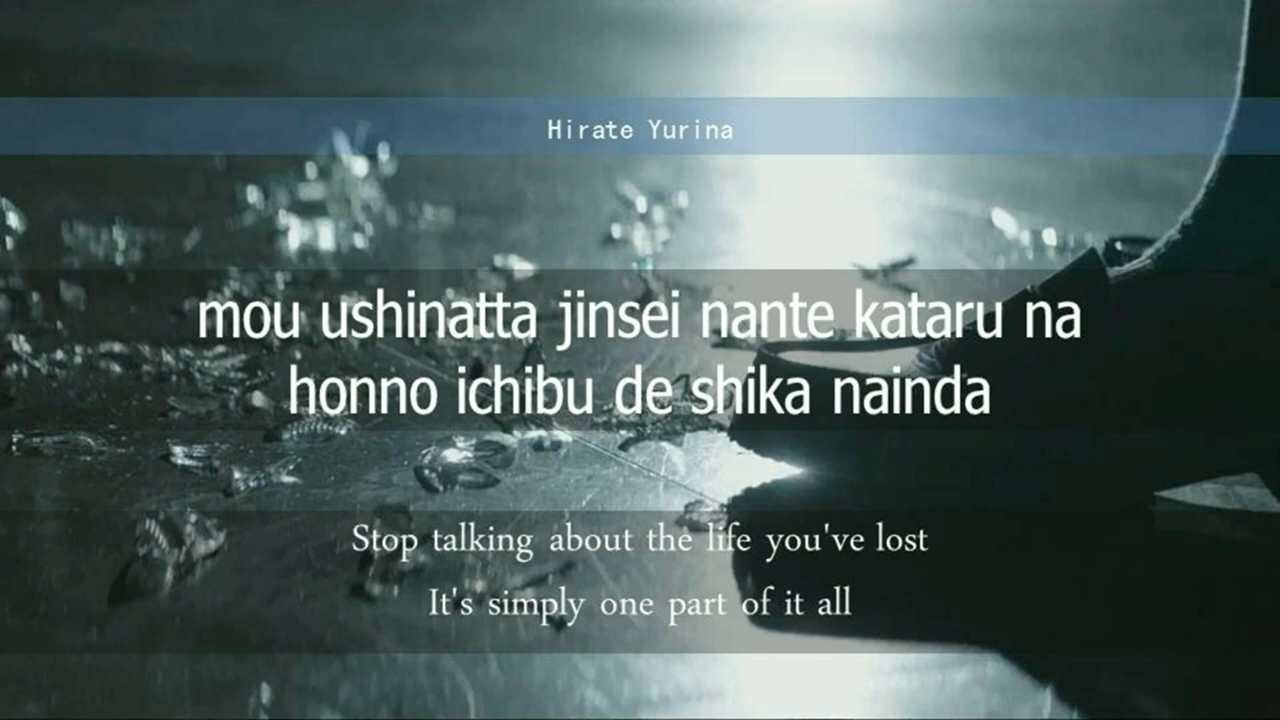 Hirate Yurina
mou ushinatta jinsei nante kataru na
honno ichibu de shika nainda
Stop talking about the life you've lost
It's simply one part of it all